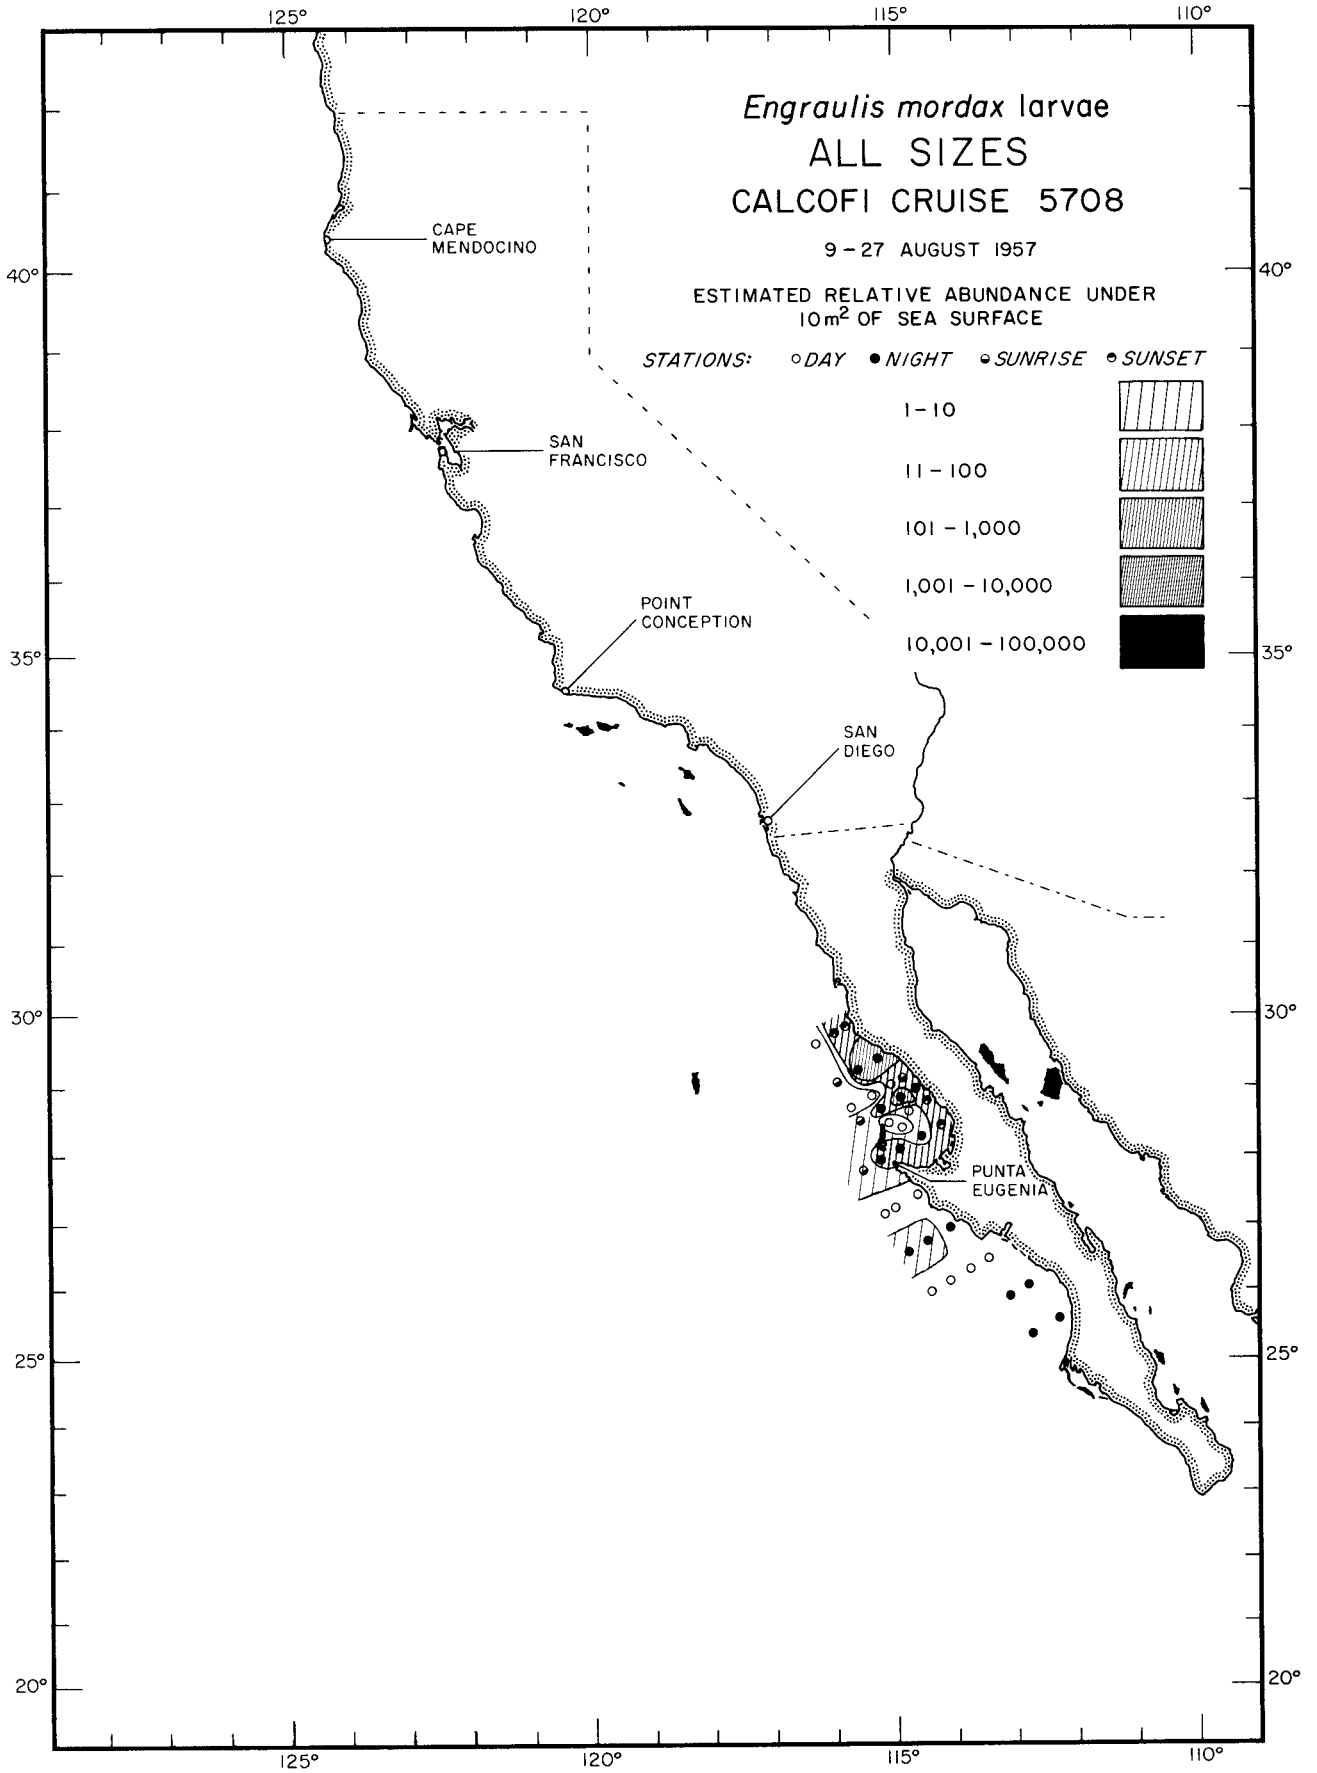 125° 120° 115° 110°
Engraulis mordax larvae
ALL SIZES
CALCOFI CRUISE 5708
9-27 AUGUST 1957
ESTIMATED RELATIVE ABUNDANCE UNDER
10m² OF SEA SURFACE
STATIONS: DAY NIGHT SUNRISE SUNSET
1-10
11-100
101-1,000
1,001-10,000
10,001-100,000
CAPE
MENDOCINO
40° 40°
SAN
FRANCISCO
POINT
CONCEPTION
35° 35°
SAN
DIEGO
30° 30°
PUNTA
EUGENIA
25° 25°
20° 20°
125° 120° 115° 110°